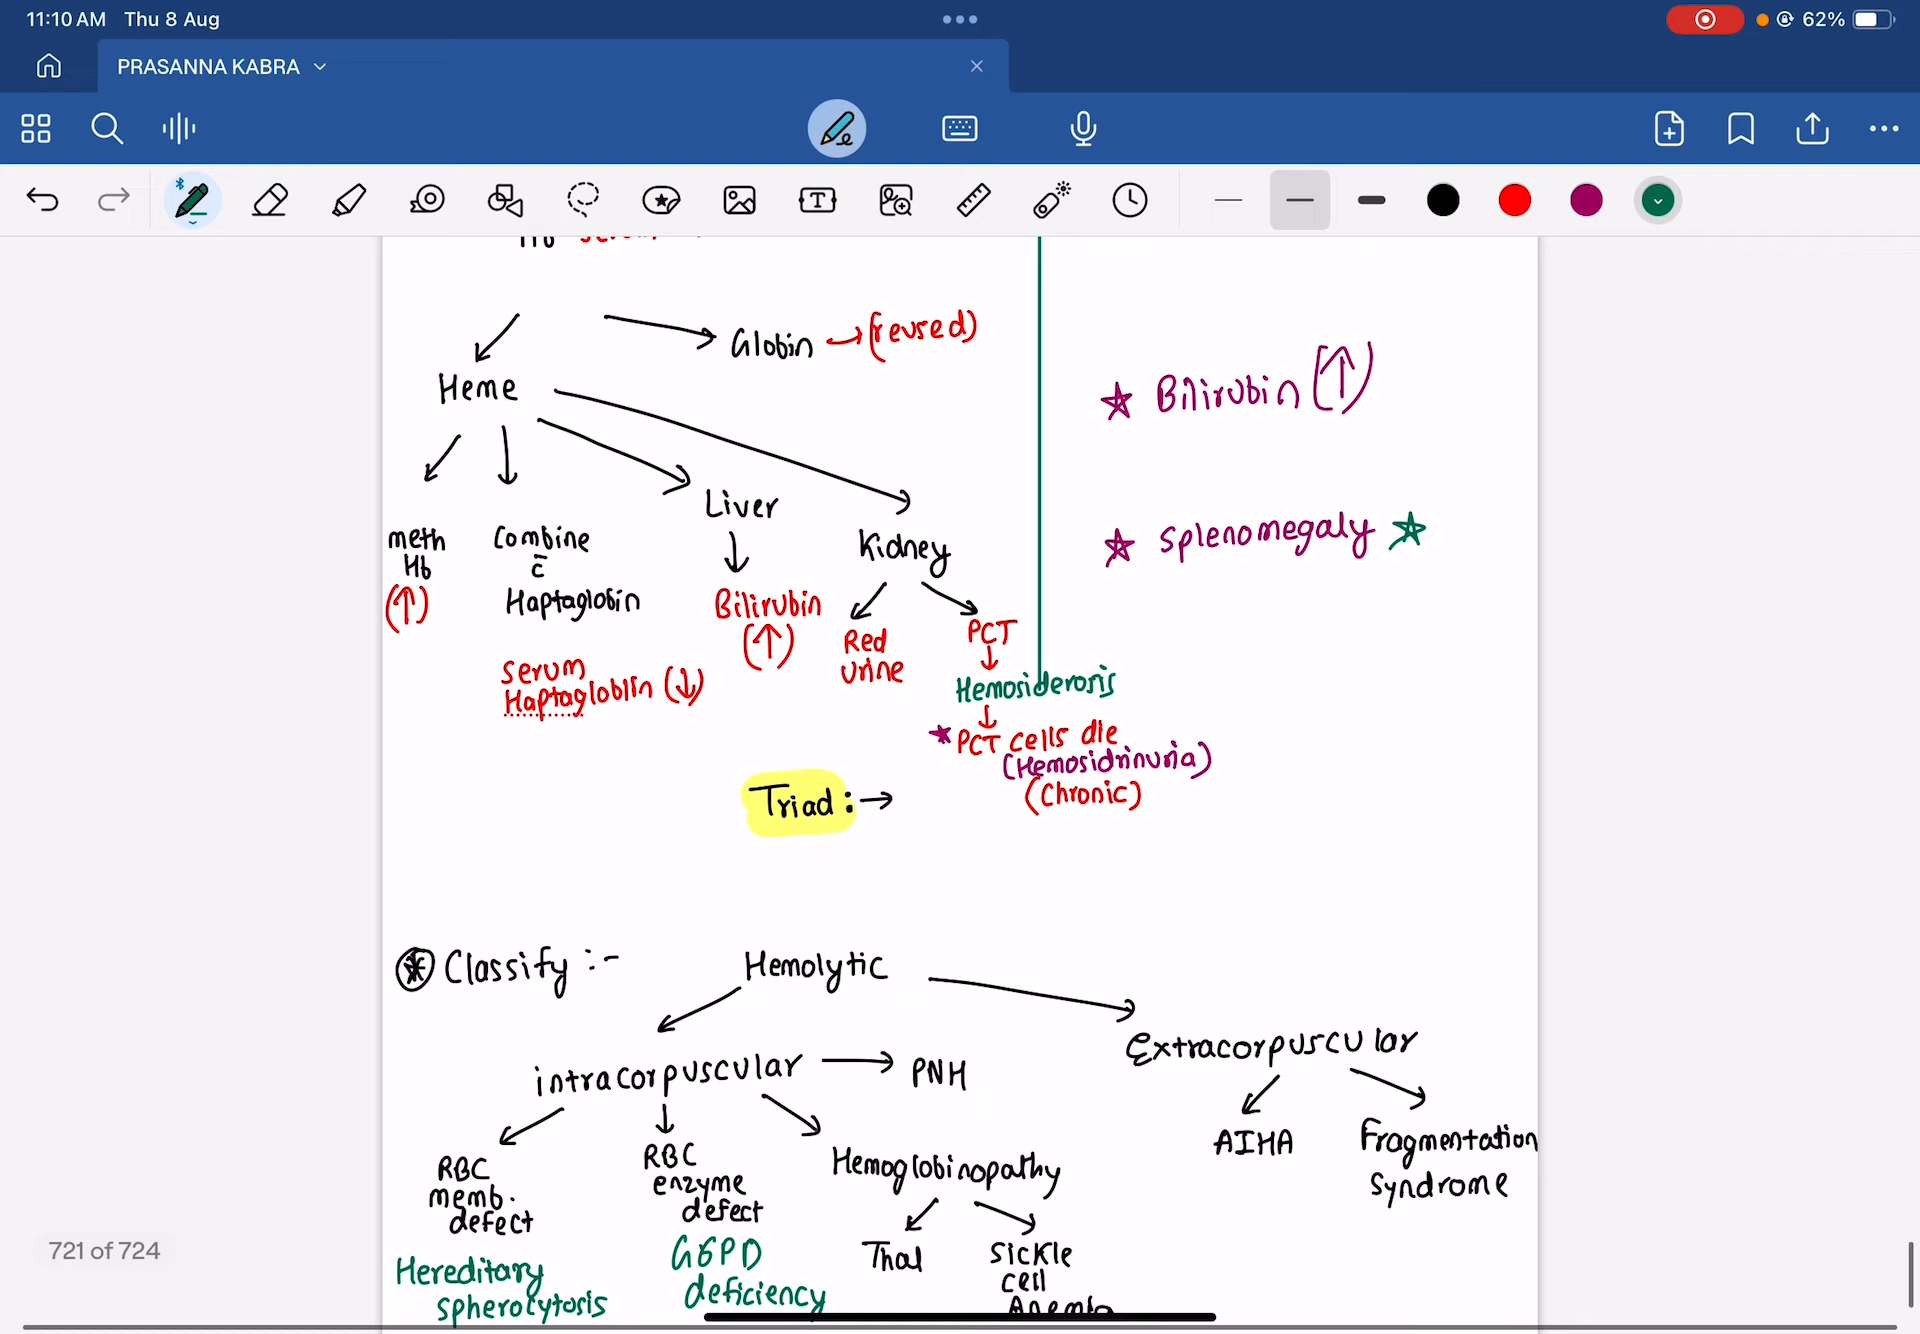 11:10 AM Thu 8 Aug
62%
PRASANNA KABRA
Globin → (reused)
Heme
★ Bilirubin (↑)
Liver
meth
Hb
(↑)
Combine
c̄
Haptaglobin
Kidney
★ splenomegaly ★
Bilirubin
(↑)
Red
urine
PCT
↓
serum
Haptagloblin (↓)
Hemosiderosis
↓
★ PCT cells die
(Hemosidrinuria)
(Chronic)
Triad : →
* Classify :-
Hemolytic
intracorpuscular → PNH
Extracorpuscular
AIHA
Fragmentation
syndrome
RBC
memb.
defect
RBC
enzyme
defect
Hemoglobinopathy
Hereditary
spherocytosis
G6PD
deficiency
Thal
Sickle
cell
721 of 724